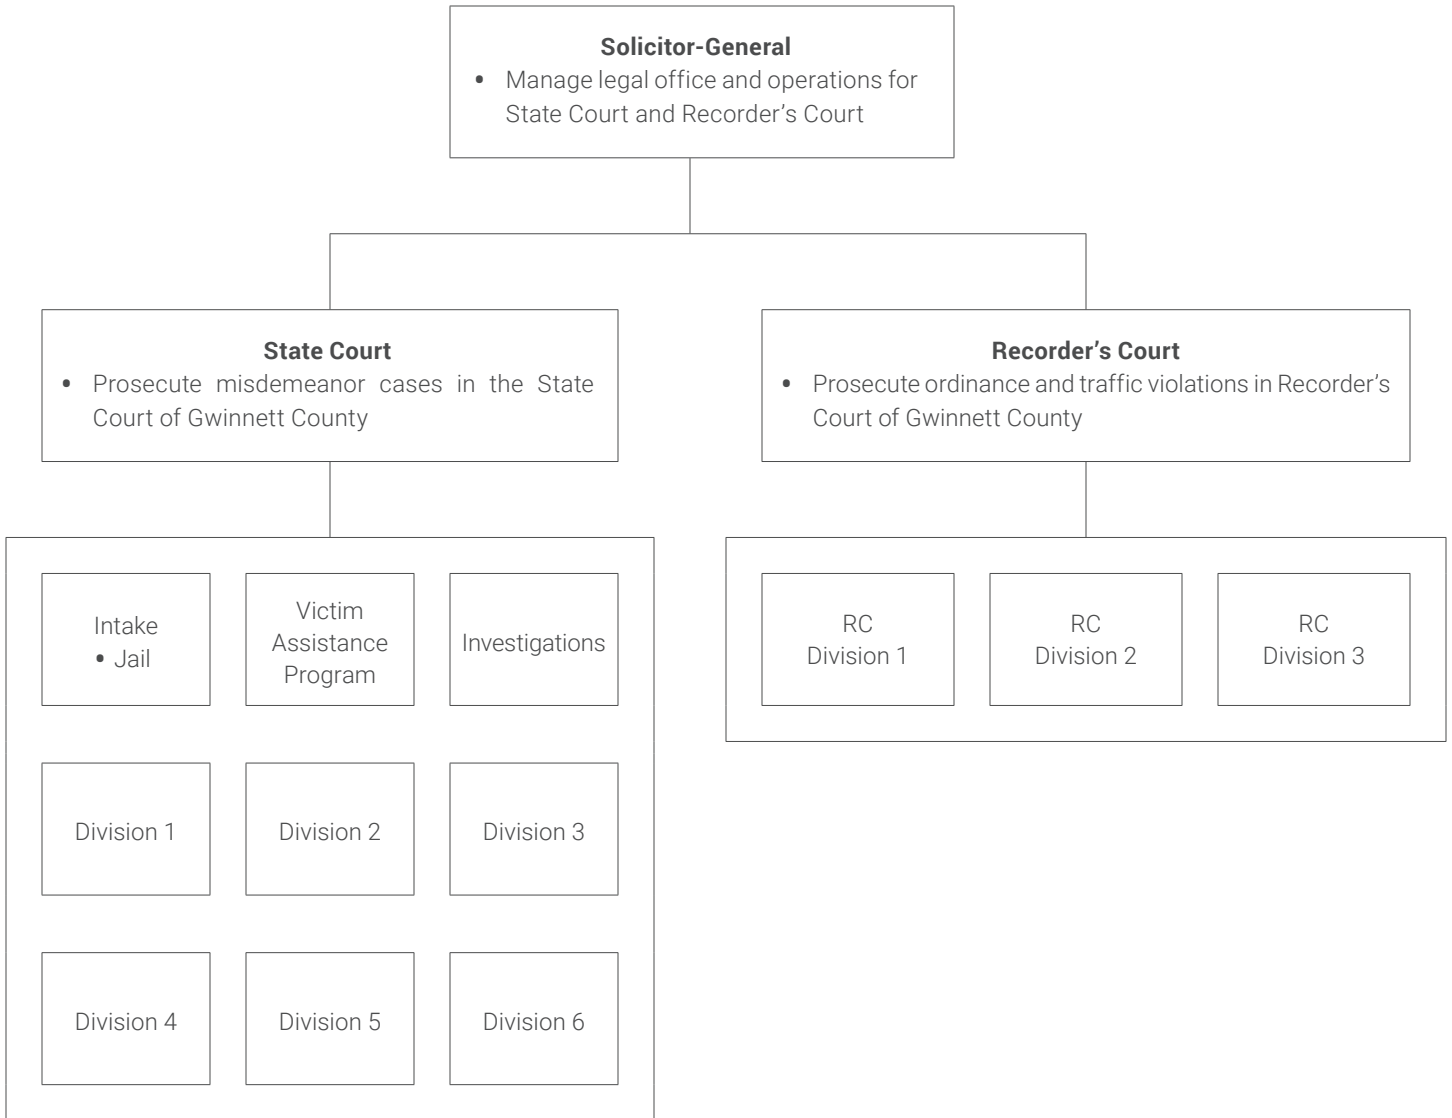 Solicitor-General
• Manage legal office and operations for
State Court and Recorder’s Court
State Court
• Prosecute misdemeanor cases in the State
Court of Gwinnett County
Recorder’s Court
• Prosecute ordinance and traffic violations in Recorder’s
Court of Gwinnett County
Intake
• Jail
Victim
Assistance
Program
Investigations
RC
Division 1
RC
Division 2
RC
Division 3
Division 1
Division 2
Division 3
Division 4
Division 5
Division 6